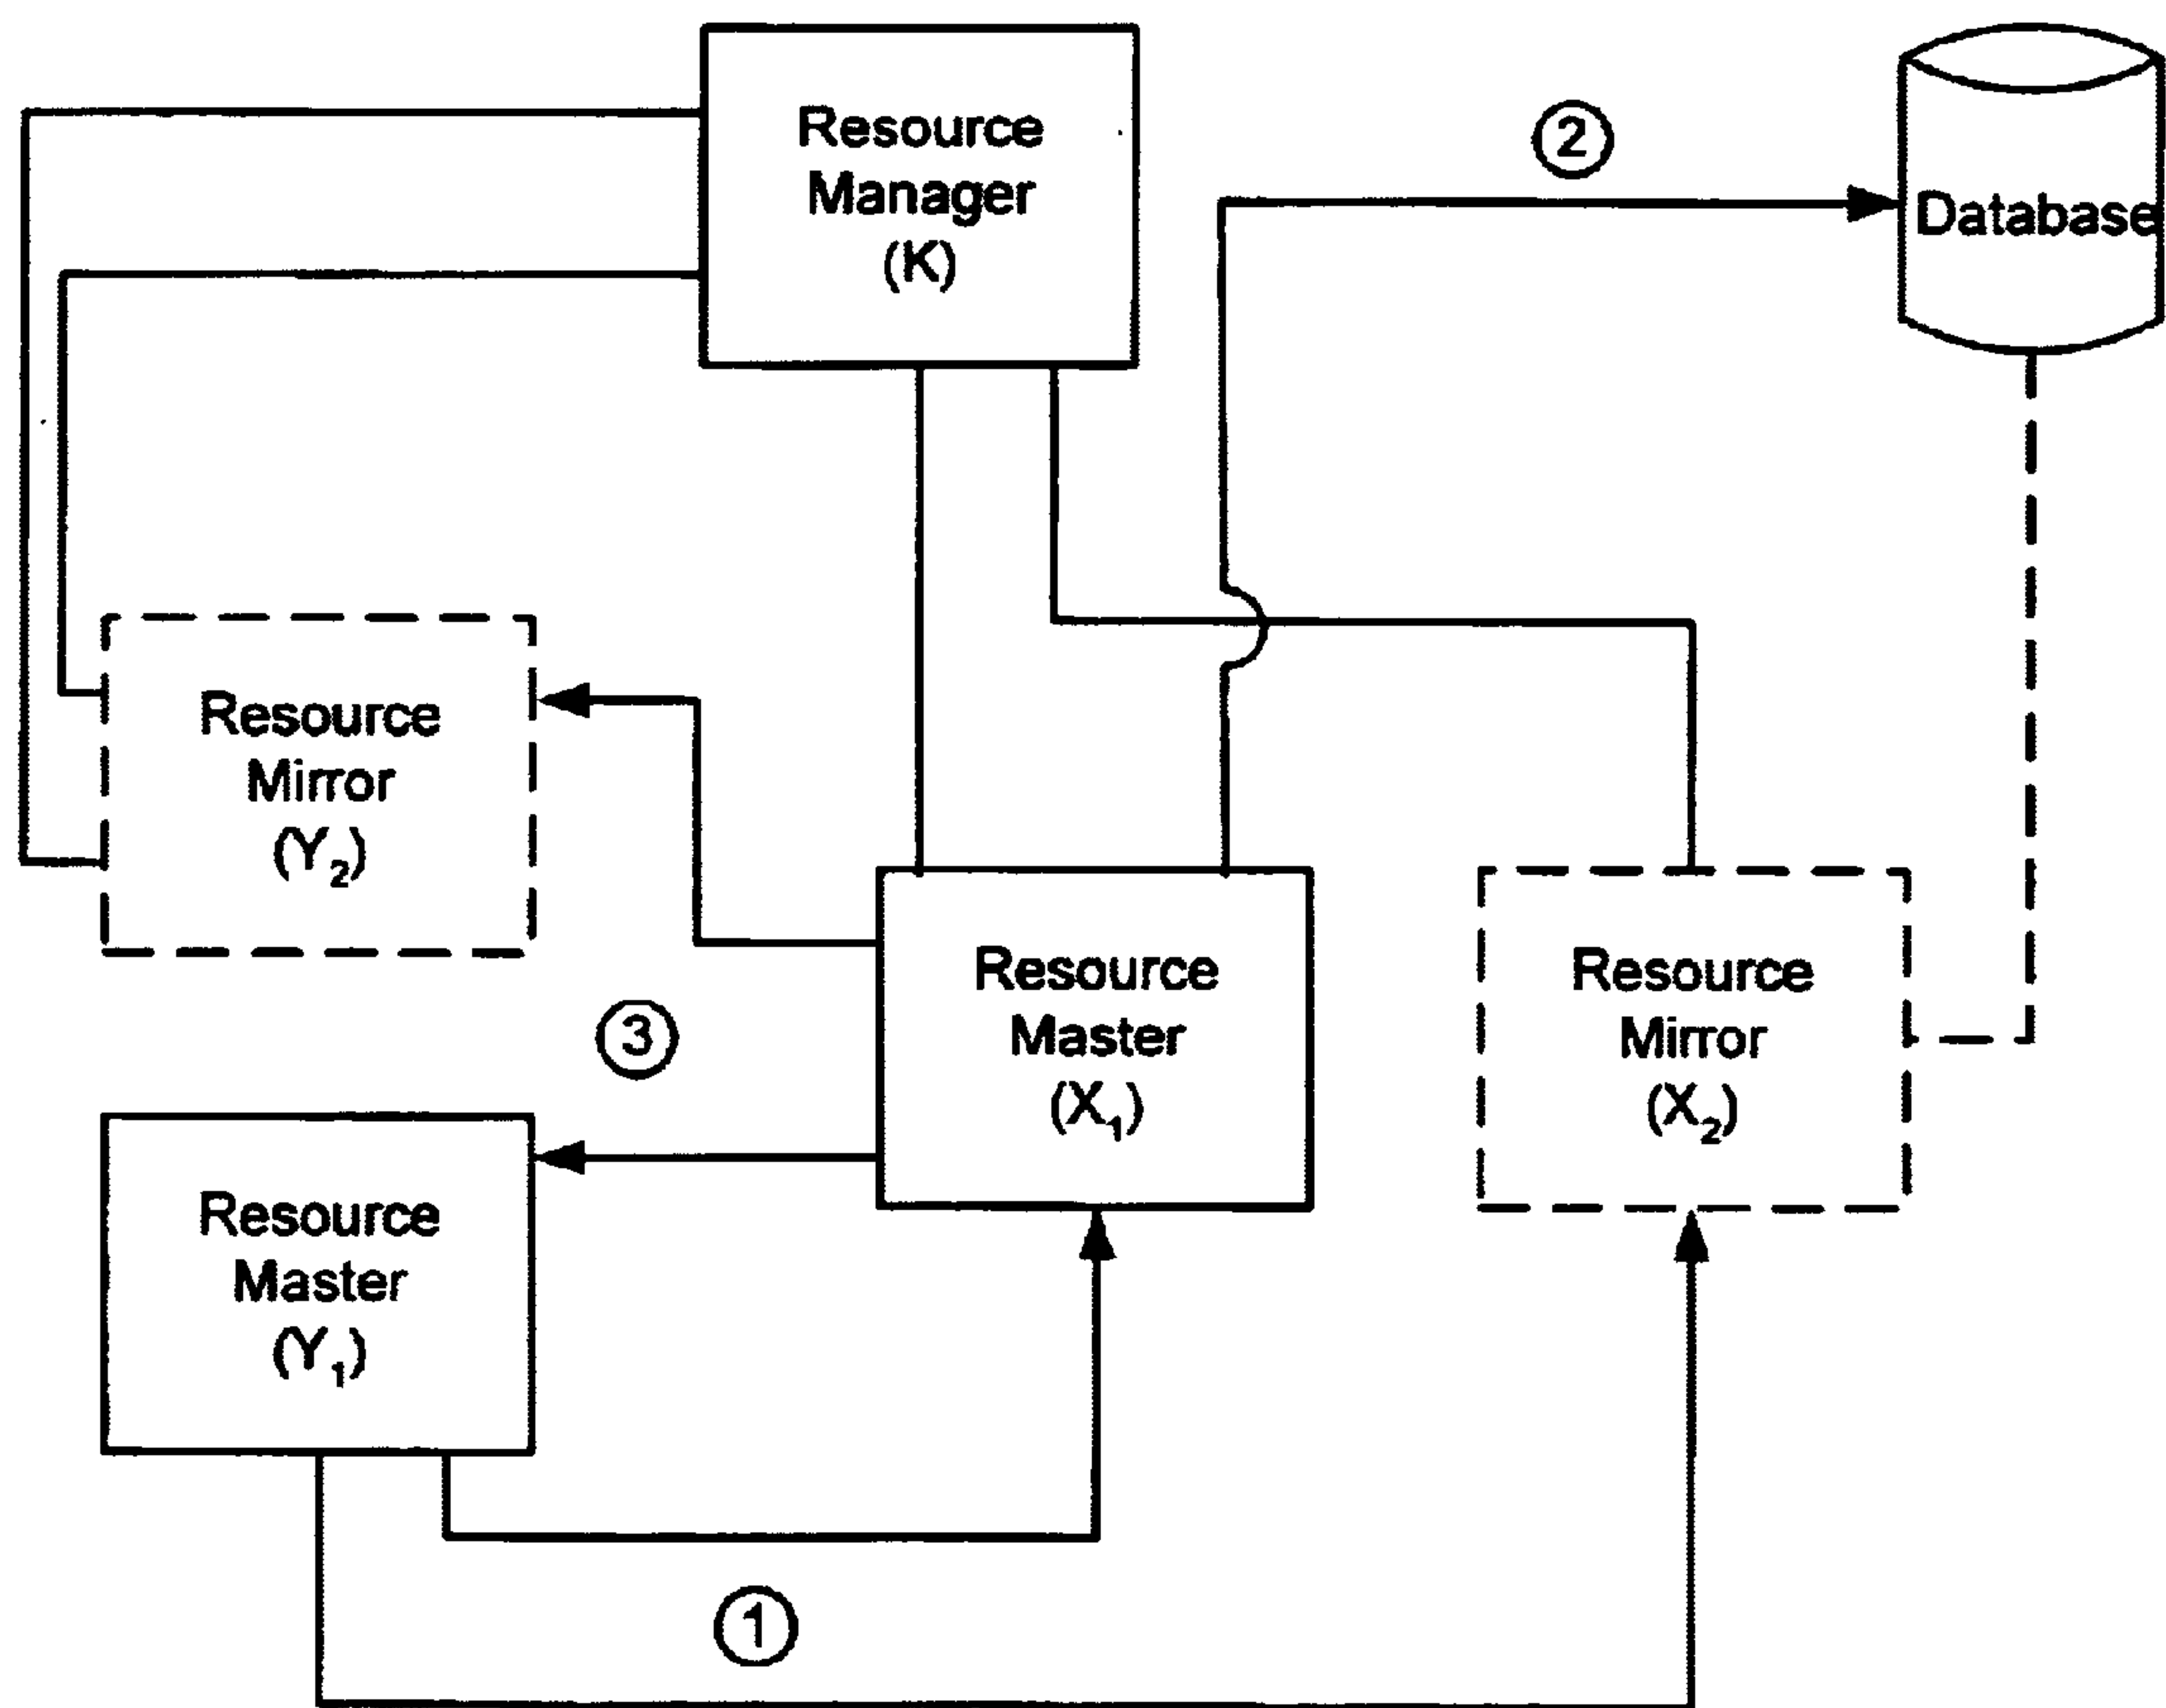 Resource
Manager
(K)
②
Database
Resource
Mirror
(Y₂)
Resource
Master
(X₁)
Resource
Mirror
(X₂)
③
Resource
Master
(Y₁)
①